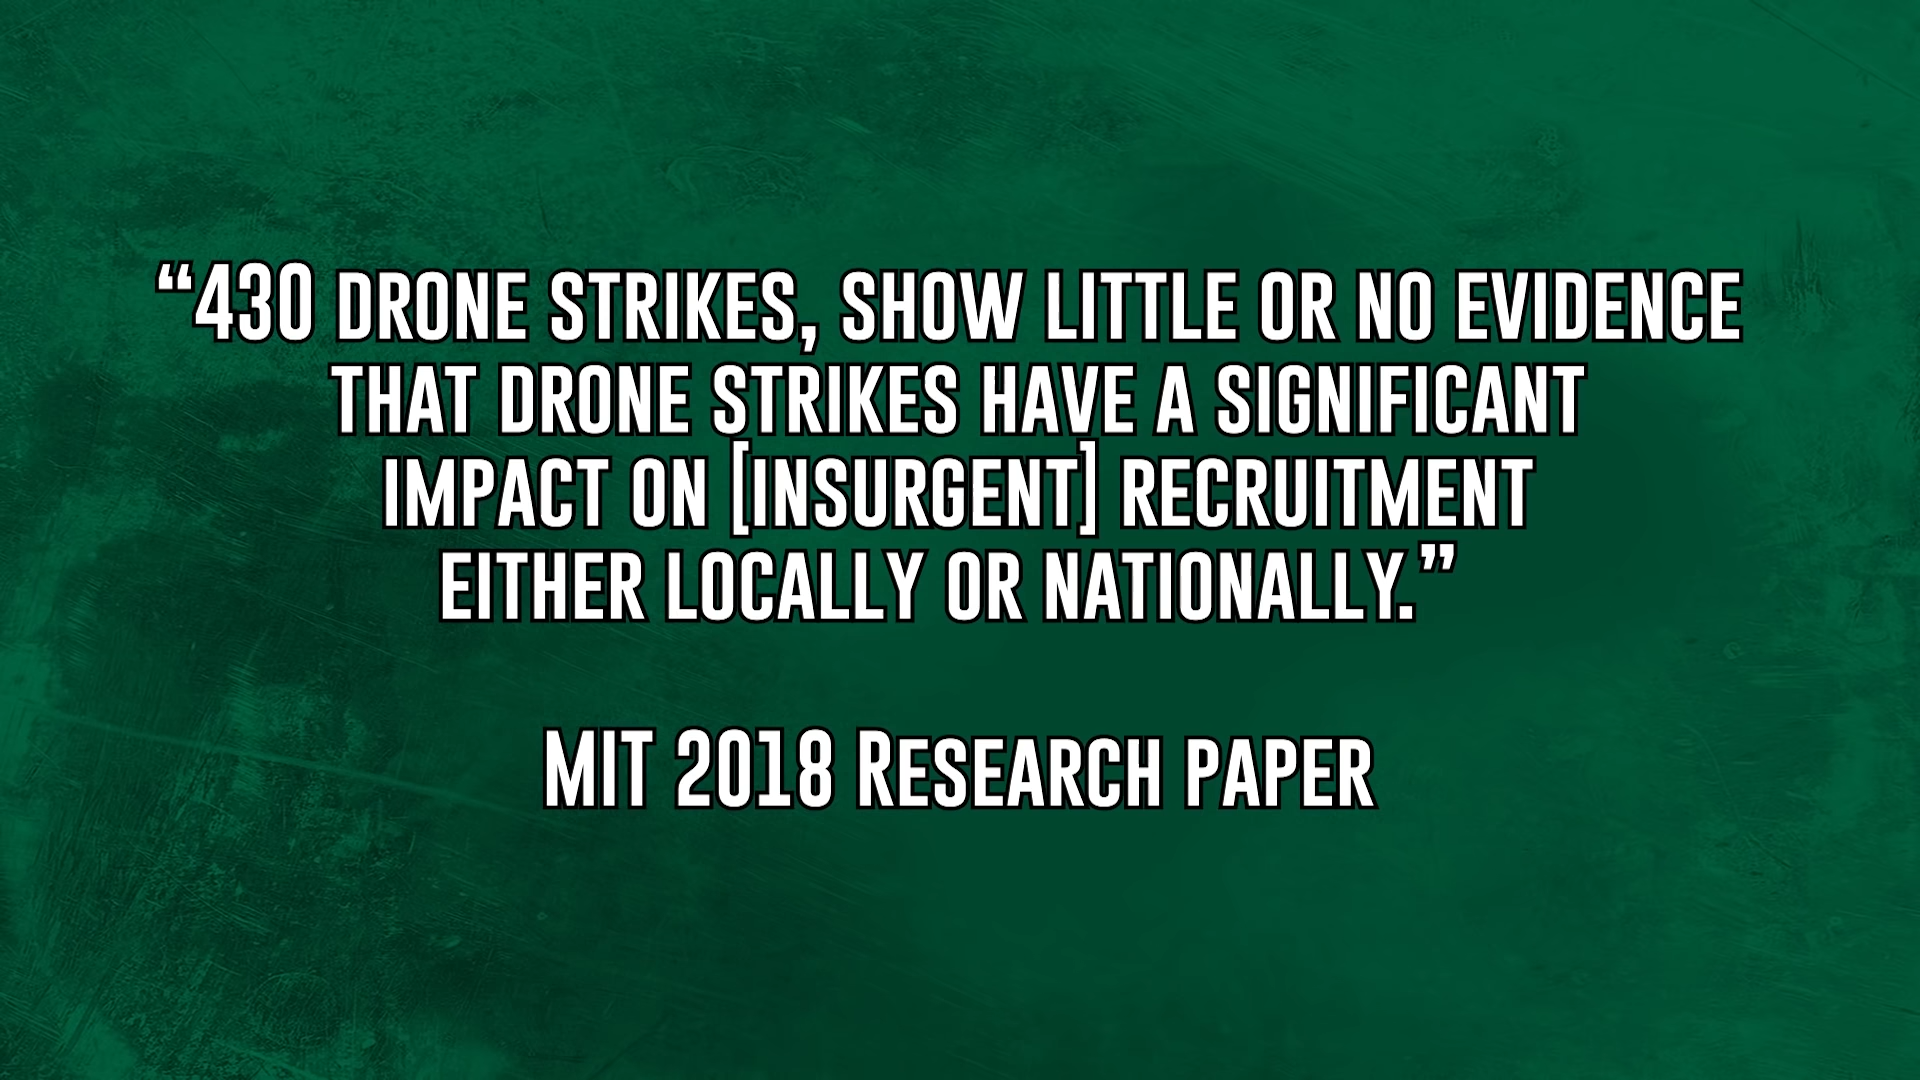 “430 DRONE STRIKES, SHOW LITTLE OR NO EVIDENCE
THAT DRONE STRIKES HAVE A SIGNIFICANT
IMPACT ON [INSURGENT] RECRUITMENT
EITHER LOCALLY OR NATIONALLY.”
MIT 2018 RESEARCH PAPER